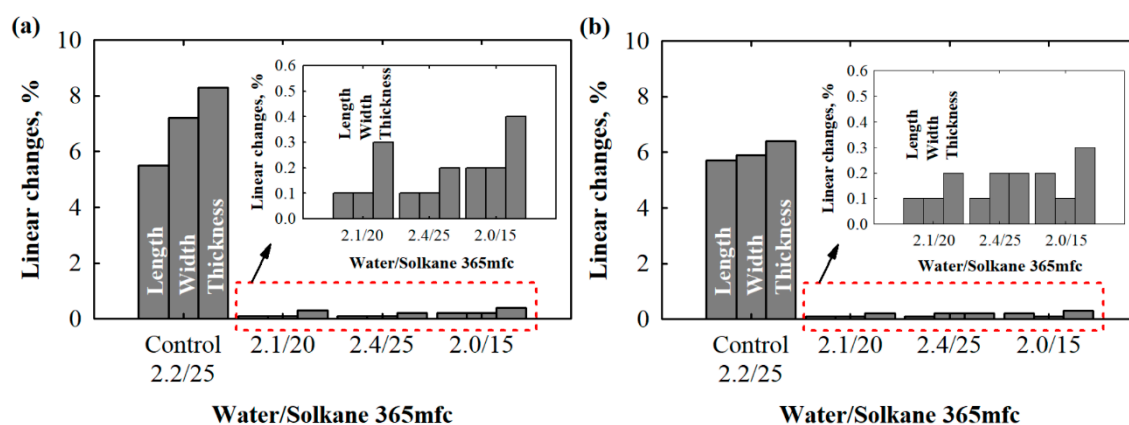 (a)
Linear changes, %
10
8
6
4
2
0
Length
Width
Thickness
Linear changes, %
0.6
0.5
0.4
0.3
0.2
0.1
0.0
Length
Width
Thickness
2.1/20 2.4/25 2.0/15
Water/Solkane 365mfc
Control 2.1/20 2.4/25 2.0/15
2.2/25
Water/Solkane 365mfc
(b)
Linear changes, %
10
8
6
4
2
0
Length
Width
Thickness
Linear changes, %
0.6
0.5
0.4
0.3
0.2
0.1
0.0
Length
Width
Thickness
2.1/20 2.4/25 2.0/15
Water/Solkane 365mfc
Control 2.1/20 2.4/25 2.0/15
2.2/25
Water/Solkane 365mfc